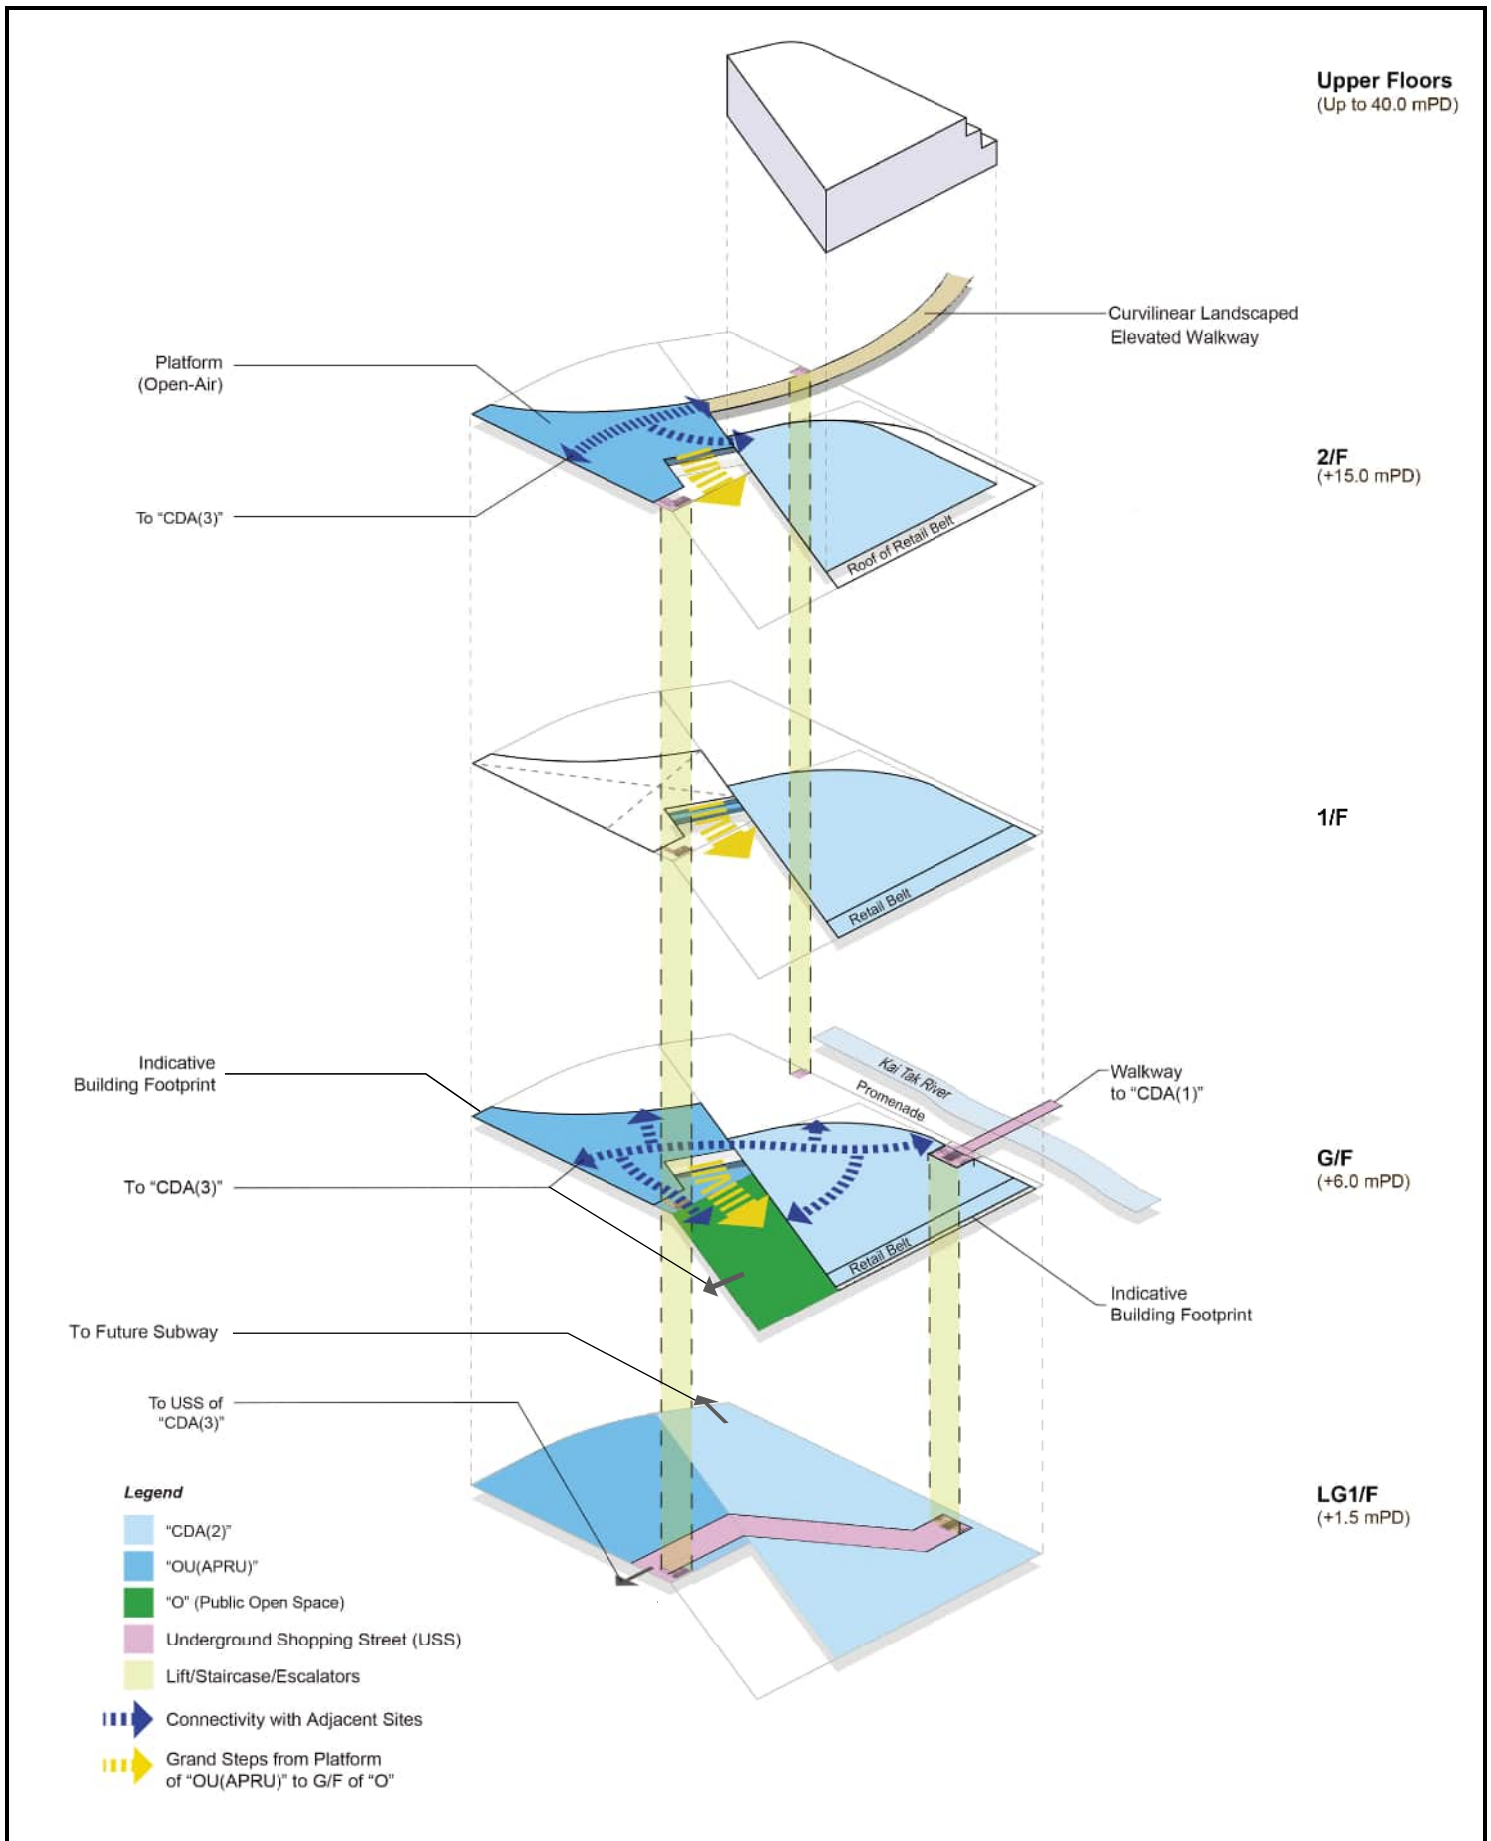 Upper Floors
(Up to 40.0 mPD)
Curvilinear Landscaped
Elevated Walkway
Platform
(Open-Air)
2/F
(+15.0 mPD)
To “CDA(3)”
Roof of Retail Belt
1/F
Retail Belt
Kai Tak River
Promenade
Indicative
Building Footprint
Walkway
to “CDA(1)”
G/F
(+6.0 mPD)
To “CDA(3)”
Retail Belt
Indicative
Building Footprint
To Future Subway
To USS of
“CDA(3)”
LG1/F
(+1.5 mPD)
Legend
“CDA(2)”
“OU(APRU)”
“O” (Public Open Space)
Underground Shopping Street (USS)
Lift/Staircase/Escalators
Connectivity with Adjacent Sites
Grand Steps from Platform
of “OU(APRU)” to G/F of “O”